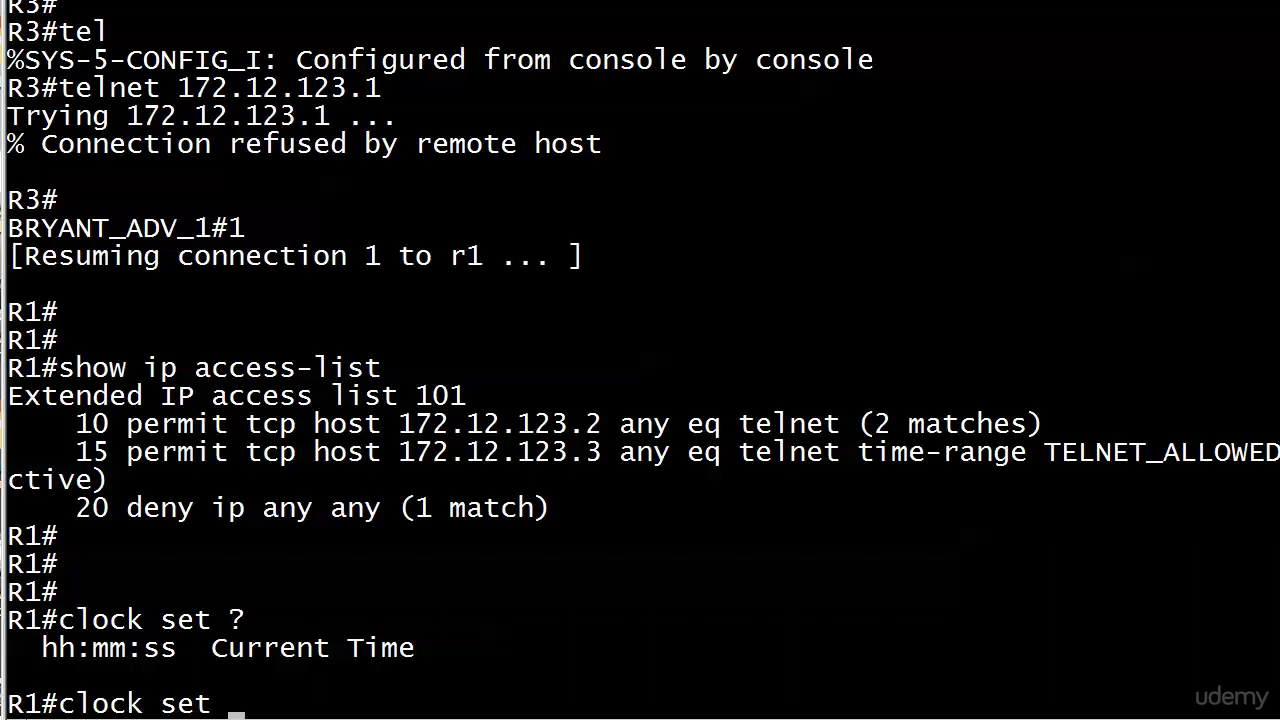 R3#
R3#tel
%SYS-5-CONFIG_I: Configured from console by console
R3#telnet 172.12.123.1
Trying 172.12.123.1 ...
% Connection refused by remote host
R3#
BRYANT_ADV_1#1
[Resuming connection 1 to r1 ... ]
R1#
R1#
R1#show ip access-list
Extended IP access list 101
10 permit tcp host 172.12.123.2 any eq telnet (2 matches)
15 permit tcp host 172.12.123.3 any eq telnet time-range TELNET_ALLOWED
ctive)
20 deny ip any any (1 match)
R1#
R1#
R1#
R1#clock set ?
hh:mm:ss Current Time
R1#clock set
udemy